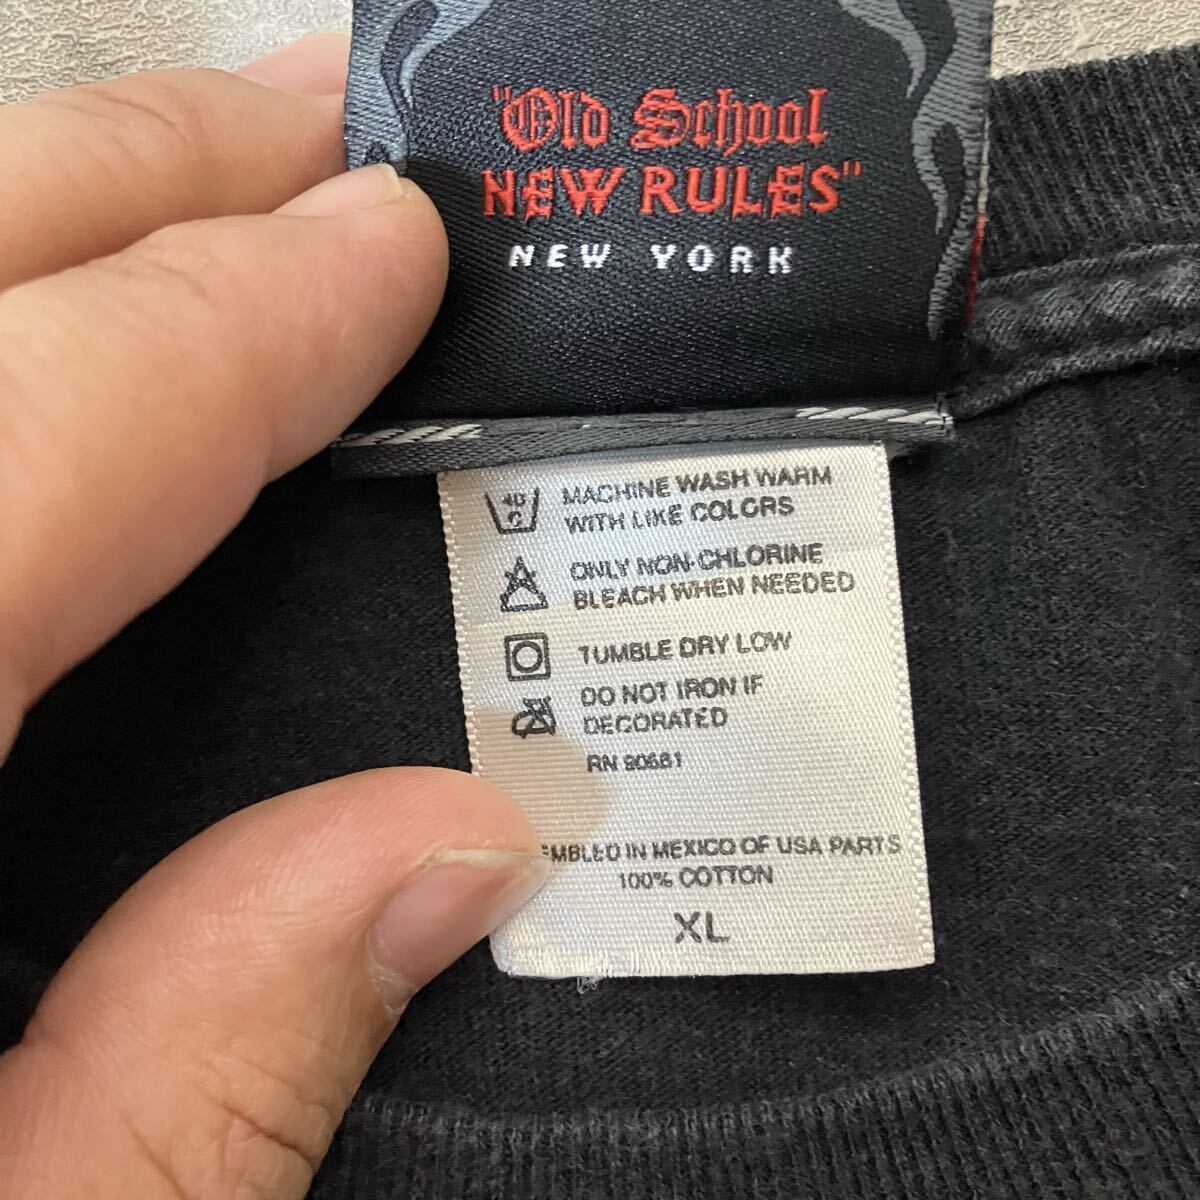 "Old School
NEW RULES"
NEW YORK
40
C
MACHINE WASH WARM
WITH LIKE COLORS
ONLY NON-CHLORINE
BLEACH WHEN NEEDED
TUMBLE DRY LOW
DO NOT IRON IF
DECORATED
RN 90681
EMBLED IN MEXICO OF USA PARTS
100% COTTON
XL